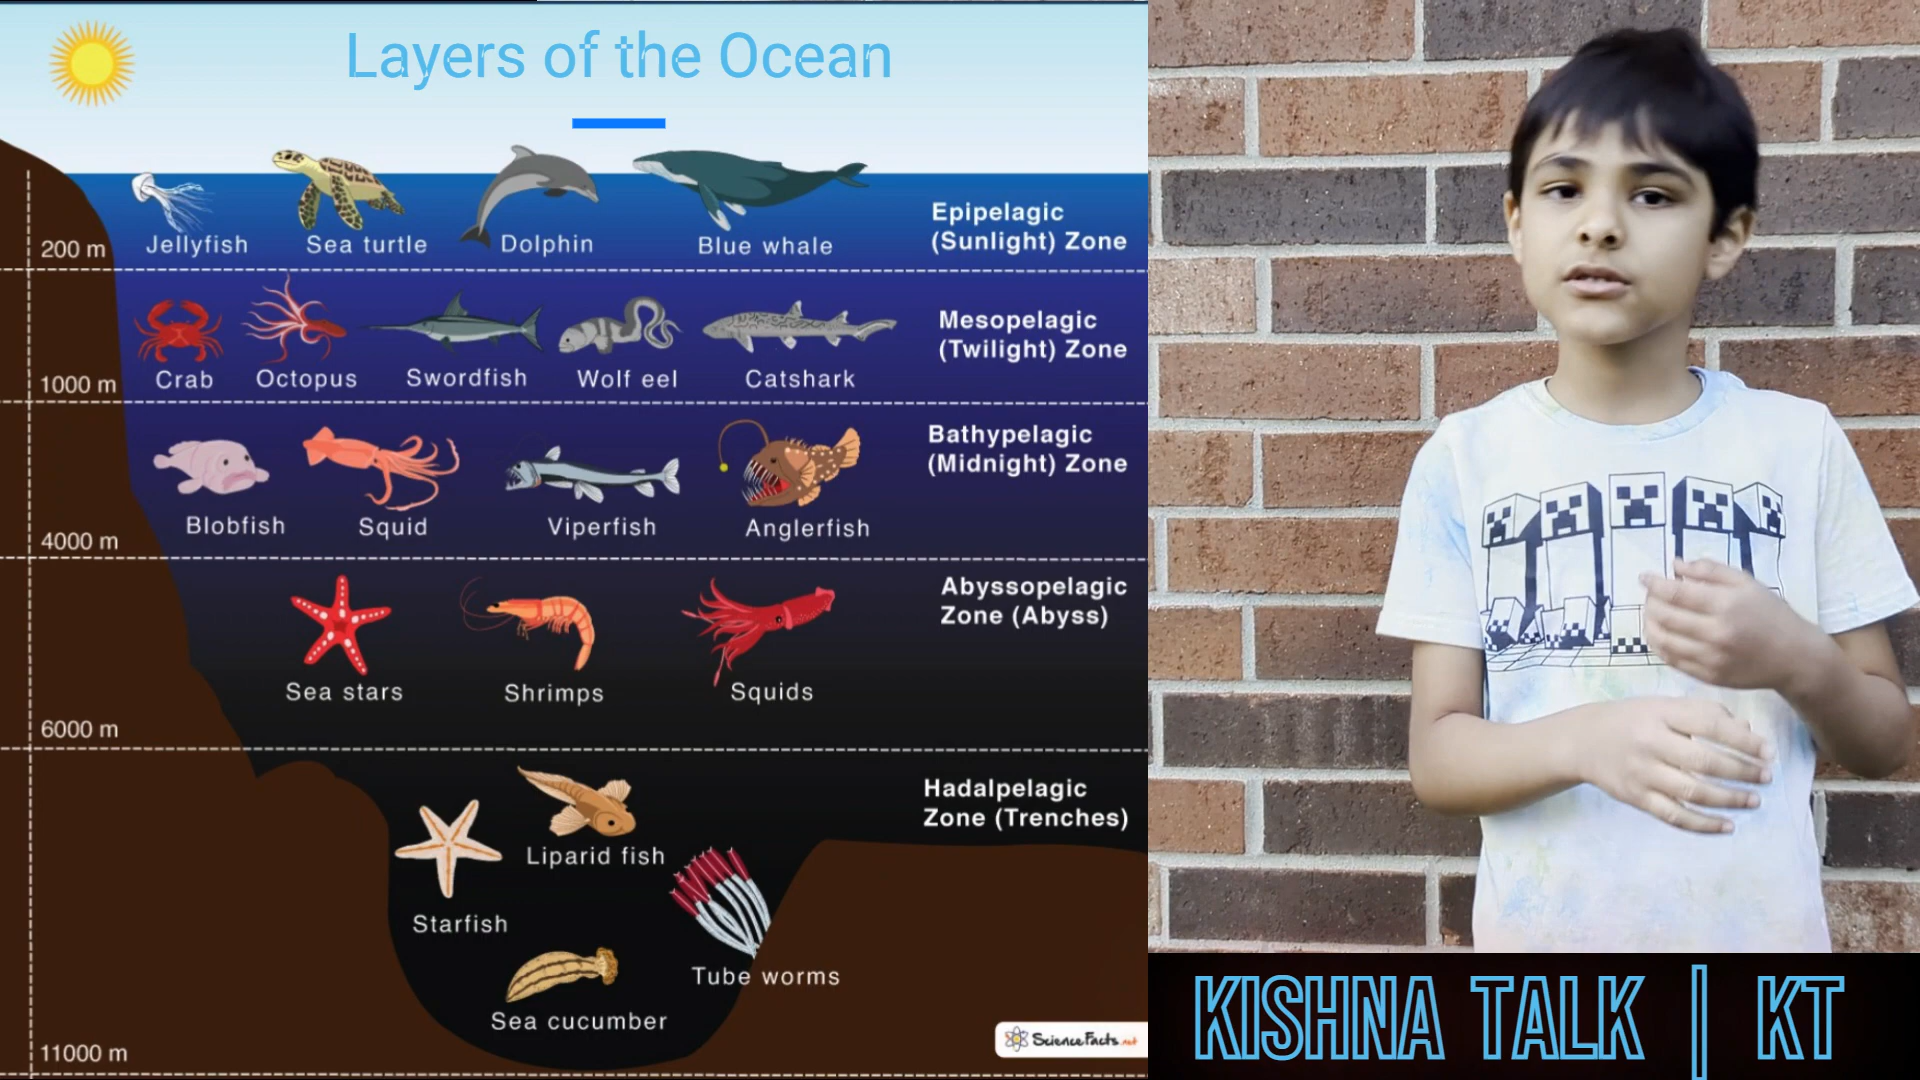 Layers of the Ocean
Jellyfish
Sea turtle
Dolphin
Blue whale
Epipelagic
(Sunlight) Zone
200 m
Crab
Octopus
Swordfish
Wolf eel
Catshark
Mesopelagic
(Twilight) Zone
1000 m
Blobfish
Squid
Viperfish
Anglerfish
Bathypelagic
(Midnight) Zone
4000 m
Sea stars
Shrimps
Squids
Abyssopelagic
Zone (Abyss)
6000 m
Hadalpelagic
Zone (Trenches)
Liparid fish
Starfish
Tube worms
Sea cucumber
11000 m
ScienceFacts.net
KISHNA TALK | KT